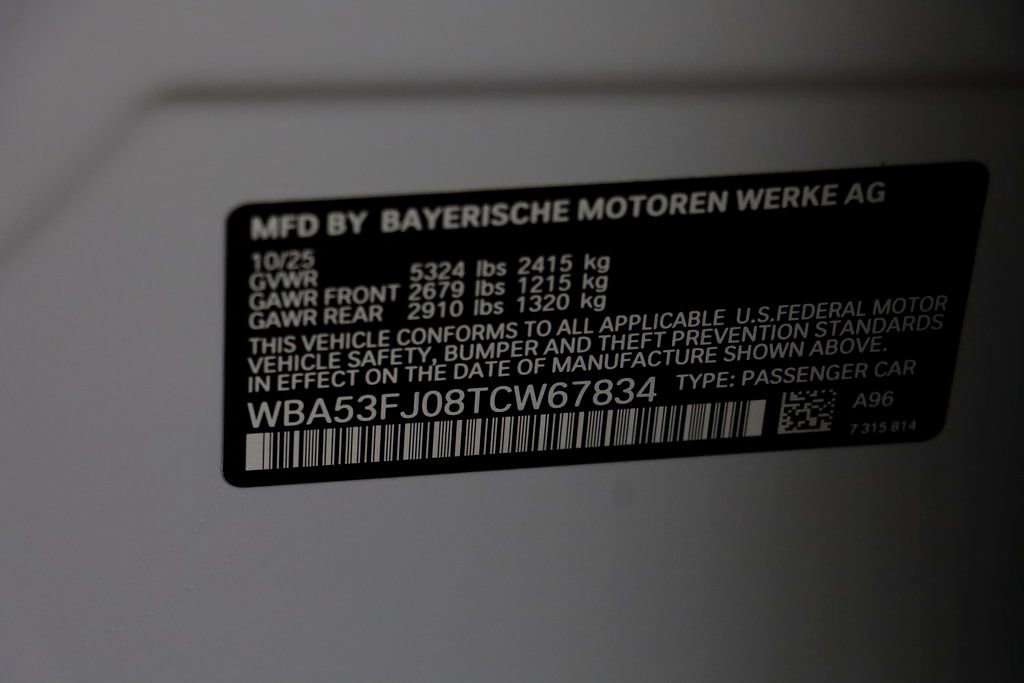 MFD BY BAYERISCHE MOTOREN WERKE AG
10/25
GVWR 5324 lbs 2415 kg
GAWR FRONT 2679 lbs 1215 kg
GAWR REAR 2910 lbs 1320 kg
THIS VEHICLE CONFORMS TO ALL APPLICABLE U.S.FEDERAL MOTOR
VEHICLE SAFETY, BUMPER AND THEFT PREVENTION STANDARDS
IN EFFECT ON THE DATE OF MANUFACTURE SHOWN ABOVE.
WBA53FJ08TCW67834 TYPE: PASSENGER CAR
A96
7 315 814